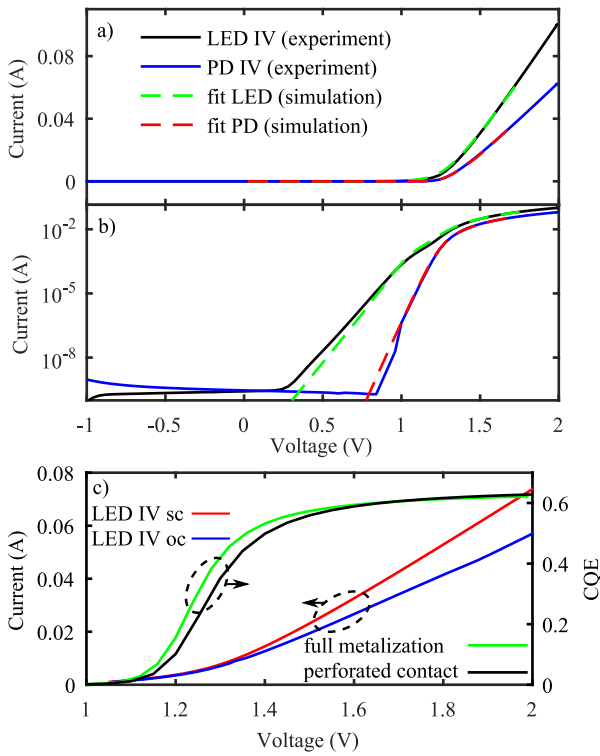 a)
LED IV (experiment)
PD IV (experiment)
fit LED (simulation)
fit PD (simulation)
Current (A)
0.08
0.04
0
b)
Current (A)
10-2
10-5
10-8
-1 -0.5 0 0.5 1 1.5 2
Voltage (V)
c)
LED IV sc
LED IV oc
Current (A)
0.08
0.06
0.04
0.02
0
0.6
0.4
0.2
0
CQE
full metalization
perforated contact
1 1.2 1.4 1.6 1.8 2
Voltage (V)